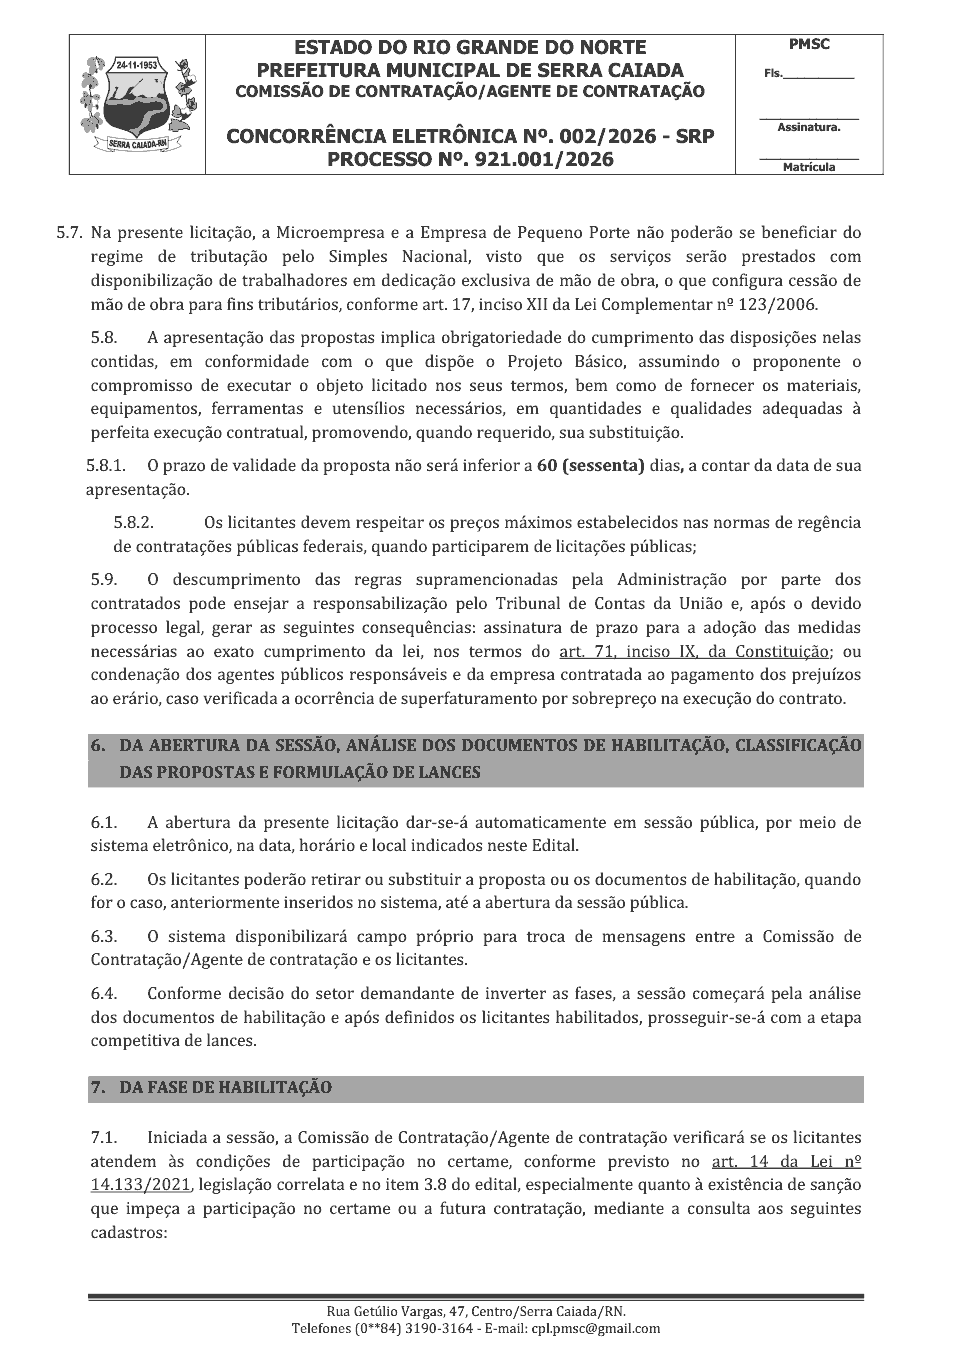 24-11-1953
SERRA CAIADA-RN
ESTADO DO RIO GRANDE DO NORTE
PREFEITURA MUNICIPAL DE SERRA CAIADA
COMISSÃO DE CONTRATAÇÃO/AGENTE DE CONTRATAÇÃO
CONCORRÊNCIA ELETRÔNICA Nº. 002/2026 - SRP
PROCESSO Nº. 921.001/2026
PMSC
Fls.___________
Assinatura.
Matrícula
5.7. Na presente licitação, a Microempresa e a Empresa de Pequeno Porte não poderão se beneficiar do
regime de tributação pelo Simples Nacional, visto que os serviços serão prestados com
disponibilização de trabalhadores em dedicação exclusiva de mão de obra, o que configura cessão de
mão de obra para fins tributários, conforme art. 17, inciso XII da Lei Complementar nº 123/2006.
5.8. A apresentação das propostas implica obrigatoriedade do cumprimento das disposições nelas
contidas, em conformidade com o que dispõe o Projeto Básico, assumindo o proponente o
compromisso de executar o objeto licitado nos seus termos, bem como de fornecer os materiais,
equipamentos, ferramentas e utensílios necessários, em quantidades e qualidades adequadas à
perfeita execução contratual, promovendo, quando requerido, sua substituição.
5.8.1. O prazo de validade da proposta não será inferior a 60 (sessenta) dias, a contar da data de sua
apresentação.
5.8.2. Os licitantes devem respeitar os preços máximos estabelecidos nas normas de regência
de contratações públicas federais, quando participarem de licitações públicas;
5.9. O descumprimento das regras supramencionadas pela Administração por parte dos
contratados pode ensejar a responsabilização pelo Tribunal de Contas da União e, após o devido
processo legal, gerar as seguintes consequências: assinatura de prazo para a adoção das medidas
necessárias ao exato cumprimento da lei, nos termos do art. 71, inciso IX, da Constituição; ou
condenação dos agentes públicos responsáveis e da empresa contratada ao pagamento dos prejuízos
ao erário, caso verificada a ocorrência de superfaturamento por sobrepreço na execução do contrato.
6. DA ABERTURA DA SESSÃO, ANÁLISE DOS DOCUMENTOS DE HABILITAÇÃO, CLASSIFICAÇÃO
DAS PROPOSTAS E FORMULAÇÃO DE LANCES
6.1. A abertura da presente licitação dar-se-á automaticamente em sessão pública, por meio de
sistema eletrônico, na data, horário e local indicados neste Edital.
6.2. Os licitantes poderão retirar ou substituir a proposta ou os documentos de habilitação, quando
for o caso, anteriormente inseridos no sistema, até a abertura da sessão pública.
6.3. O sistema disponibilizará campo próprio para troca de mensagens entre a Comissão de
Contratação/Agente de contratação e os licitantes.
6.4. Conforme decisão do setor demandante de inverter as fases, a sessão começará pela análise
dos documentos de habilitação e após definidos os licitantes habilitados, prosseguir-se-á com a etapa
competitiva de lances.
7. DA FASE DE HABILITAÇÃO
7.1. Iniciada a sessão, a Comissão de Contratação/Agente de contratação verificará se os licitantes
atendem às condições de participação no certame, conforme previsto no art. 14 da Lei nº
14.133/2021, legislação correlata e no item 3.8 do edital, especialmente quanto à existência de sanção
que impeça a participação no certame ou a futura contratação, mediante a consulta aos seguintes
cadastros:
Rua Getúlio Vargas, 47, Centro/Serra Caiada/RN.
Telefones (0**84) 3190-3164 - E-mail: cpl.pmsc@gmail.com